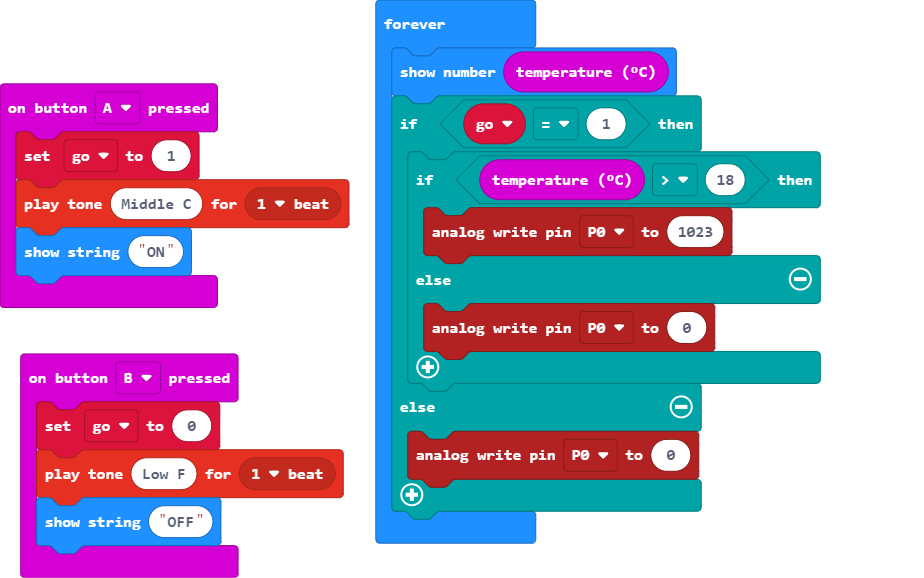 on button A pressed
set go to 1
play tone Middle C for 1 beat
show string "ON"
on button B pressed
set go to 0
play tone Low F for 1 beat
show string "OFF"
forever
show number temperature (ºC)
if go = 1 then
if temperature (ºC) > 18 then
analog write pin P0 to 1023
else
analog write pin P0 to 0
else
analog write pin P0 to 0